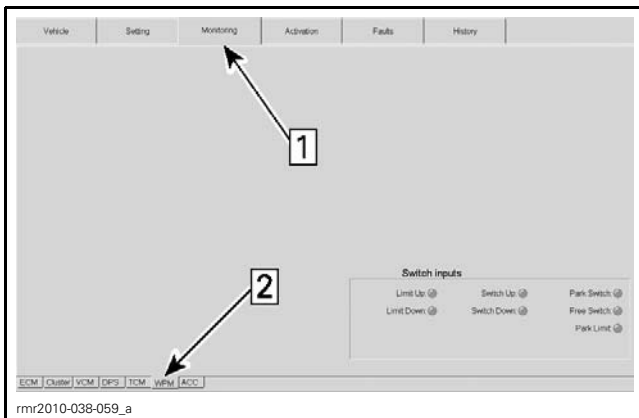 Vehicle Setting Monitoring Activation Faults History
1
2
Switch inputs
Limit Up: Switch Up: Park Switch:
Limit Down: Switch Down: Free Switch:
Park Limit:
ECM Cluster VCM DPS TCM WPM ACC
rmr2010-038-059_a